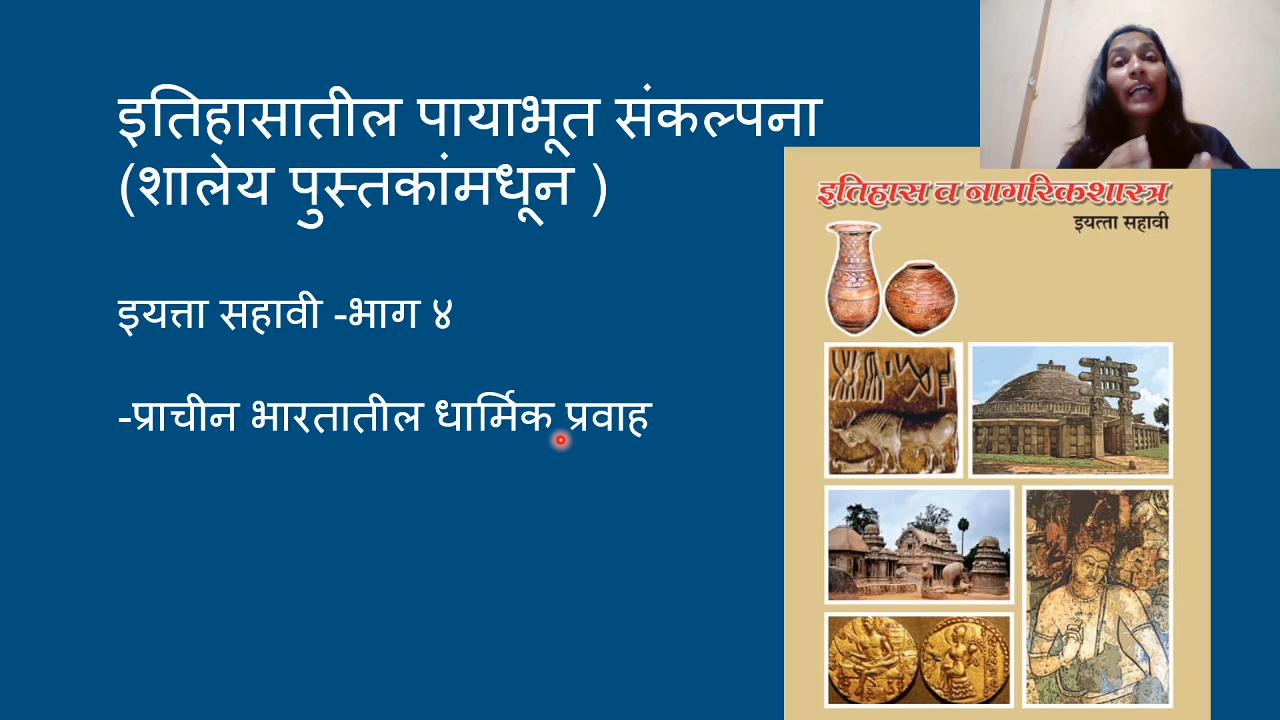 इतिहासातील पायाभूत संकल्पना
(शालेय पुस्तकांमधून )
इयत्ता सहावी -भाग ४
-प्राचीन भारतातील धार्मिक प्रवाह
इतिहास व नागरिकशास्त्र
इयत्ता सहावी